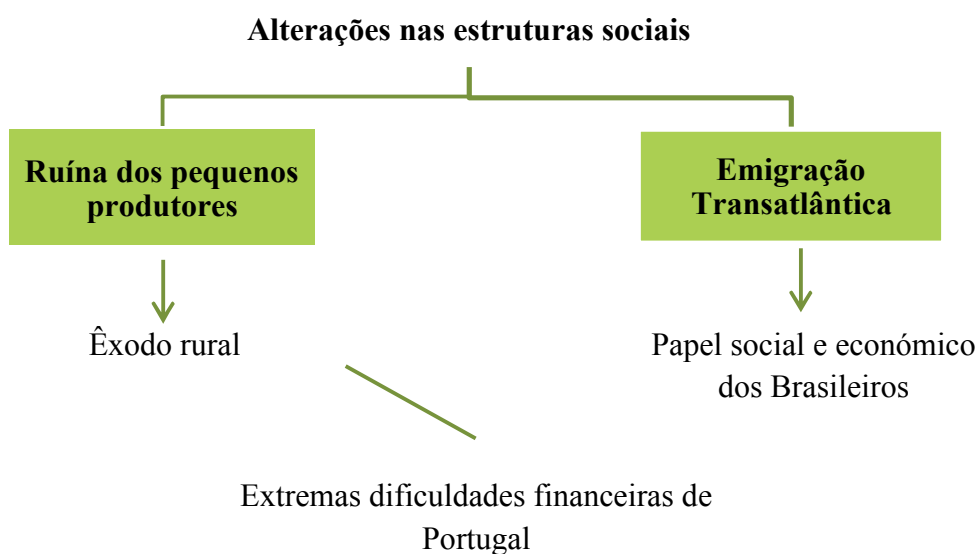 Alterações nas estruturas sociais
Ruína dos pequenos
produtores
Emigração
Transatlântica
Êxodo rural
Papel social e económico
dos Brasileiros
Extremas dificuldades financeiras de
Portugal